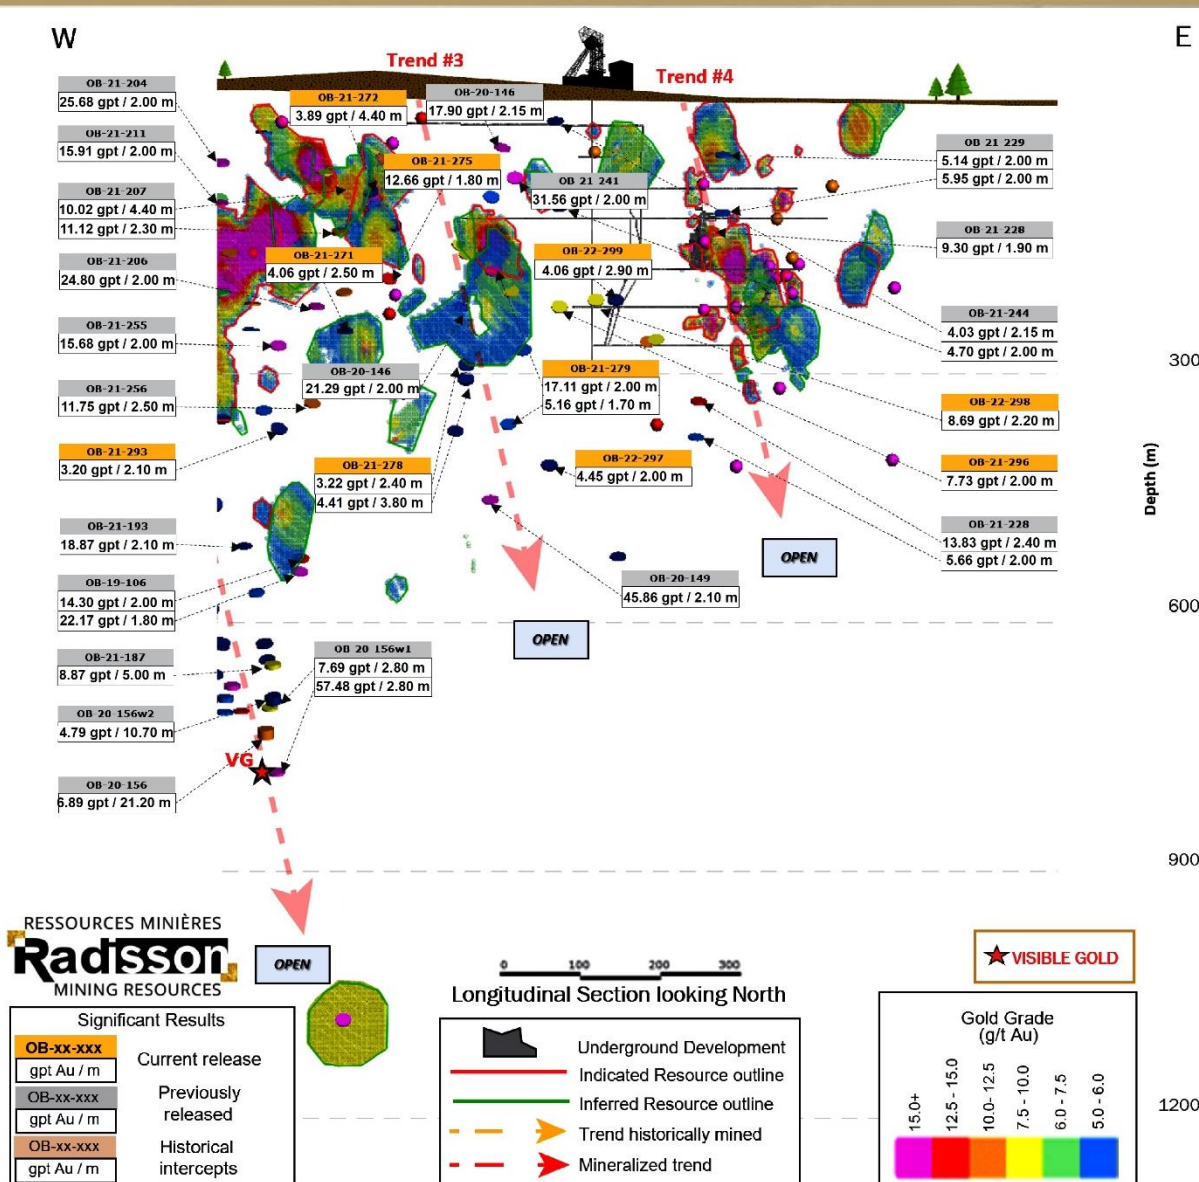 W
E
Trend #3
Trend #4
OB-21-204
25.68 gpt / 2.00 m
OB-21-211
15.91 gpt / 2.00 m
OB-21-207
10.02 gpt / 4.40 m
11.12 gpt / 2.30 m
OB-21-206
24.80 gpt / 2.00 m
OB-21-255
15.68 gpt / 2.00 m
OB-21-256
11.75 gpt / 2.50 m
OB-21-293
3.20 gpt / 2.10 m
OB-21-193
18.87 gpt / 2.10 m
OB-19-106
14.30 gpt / 2.00 m
22.17 gpt / 1.80 m
OB-21-187
8.87 gpt / 5.00 m
OB-20-156w2
4.79 gpt / 10.70 m
OB-20-156
6.89 gpt / 21.20 m
OB-21-272
3.89 gpt / 4.40 m
OB-20-146
17.90 gpt / 2.15 m
OB-21-275
12.66 gpt / 1.80 m
OB-21-241
31.56 gpt / 2.00 m
OB-21-271
4.06 gpt / 2.50 m
OB-22-299
4.06 gpt / 2.90 m
OB-20-146
21.29 gpt / 2.00 m
OB-21-279
17.11 gpt / 2.00 m
5.16 gpt / 1.70 m
OB-21-278
3.22 gpt / 2.40 m
4.41 gpt / 3.80 m
OB-22-297
4.45 gpt / 2.00 m
OB-20-149
45.86 gpt / 2.10 m
OB-20-156w1
7.69 gpt / 2.80 m
57.48 gpt / 2.80 m
OB-21-229
5.14 gpt / 2.00 m
5.95 gpt / 2.00 m
OB-21-228
9.30 gpt / 1.90 m
OB-21-244
4.03 gpt / 2.15 m
4.70 gpt / 2.00 m
OB-22-298
8.69 gpt / 2.20 m
OB-21-296
7.73 gpt / 2.00 m
OB-21-228
13.83 gpt / 2.40 m
5.66 gpt / 2.00 m
300
600
900
1200
Depth (m)
OPEN
OPEN
OPEN
VG
RESSOURCES MINIÈRES
Radisson
MINING RESOURCES
Significant Results
OB-xx-xxx
gpt Au / m
Current release
OB-xx-xxx
gpt Au / m
Previously
released
OB-xx-xxx
gpt Au / m
Historical
intercepts
0 100 200 300
Longitudinal Section looking North
Underground Development
Indicated Resource outline
Inferred Resource outline
Trend historically mined
Mineralized trend
VISIBLE GOLD
Gold Grade
(g/t Au)
15.0+
12.5 - 15.0
10.0- 12.5
7.5 - 10.0
6.0 - 7.5
5.0 - 6.0